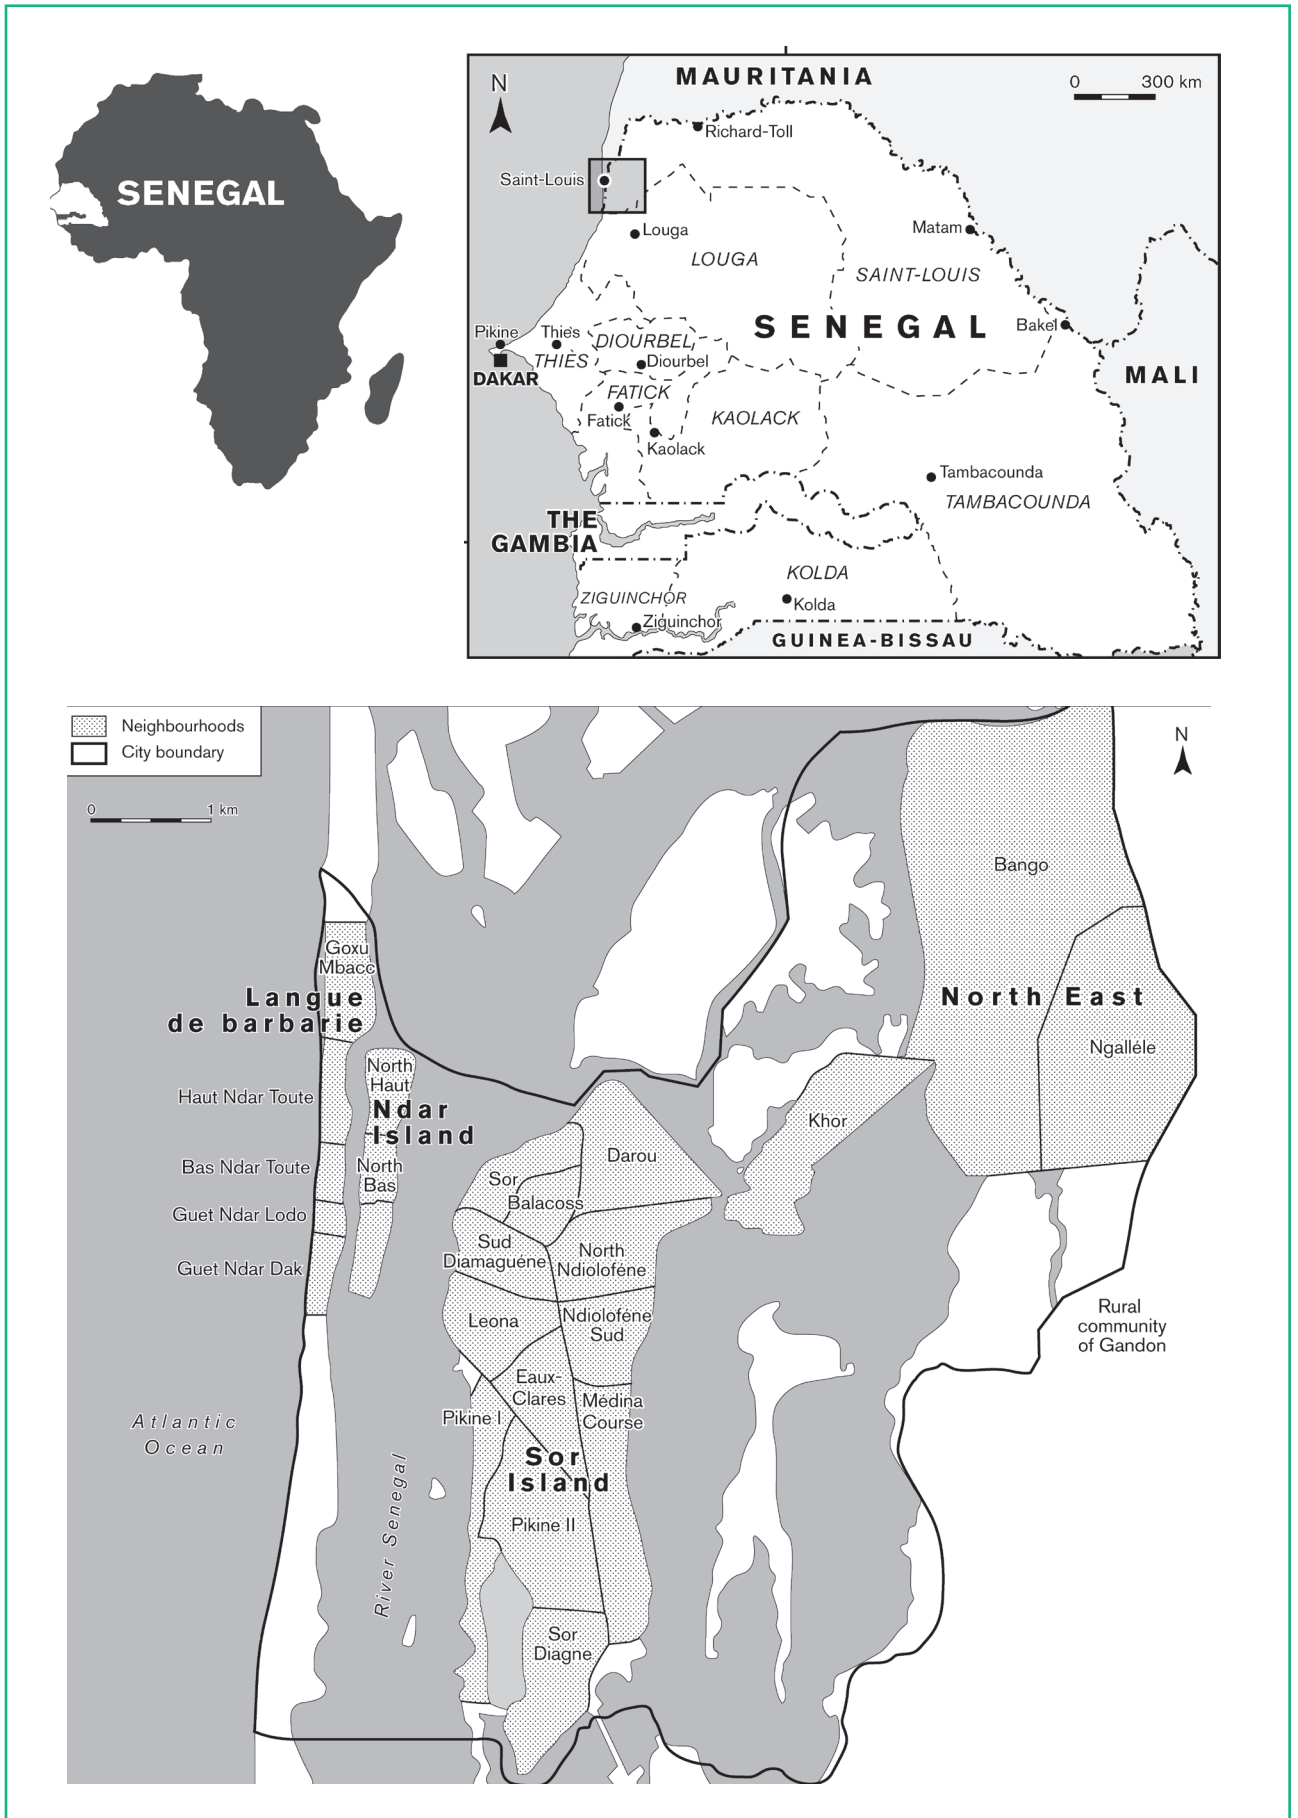 SENEGAL
N
MAURITANIA
0 300 km
Richard-Toll
Saint-Louis
Louga
LOUGA
Matam
SAINT-LOUIS
SENEGAL
Bakel
Pikine
Thiès
DIOURBEL
THIES
Diourbel
DAKAR
MALI
FATICK
Fatick
KAOLACK
Kaolack
Tambacounda
TAMBACOUNDA
THE
GAMBIA
KOLDA
ZIGUINCHOR
Kolda
Ziguinchor
GUINEA-BISSAU
Neighbourhoods
City boundary
N
0 1 km
Bango
Goxu
Mbacc
Langue
de barbarie
North East
Ngalléle
North
Haut
Haut Ndar Toute
Ndar
Island
Khor
Bas Ndar Toute
North
Bas
Darou
Sor
Balacoss
Guet Ndar Lodo
Sud
Diamaguéne
North
Ndioloféne
Guet Ndar Dak
Leona
Ndioloféne
Sud
Rural
community
of Gandon
Eaux-
Clares
Médina
Course
Pikine I
Atlantic
Ocean
Sor
Island
River Senegal
Pikine II
Sor
Diagne